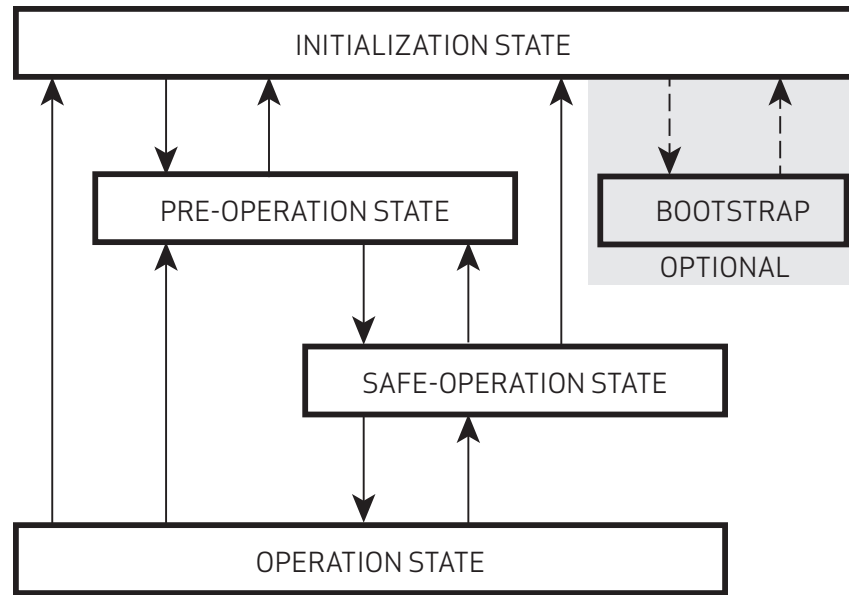 INITIALIZATION STATE
PRE-OPERATION STATE
BOOTSTRAP
OPTIONAL
SAFE-OPERATION STATE
OPERATION STATE